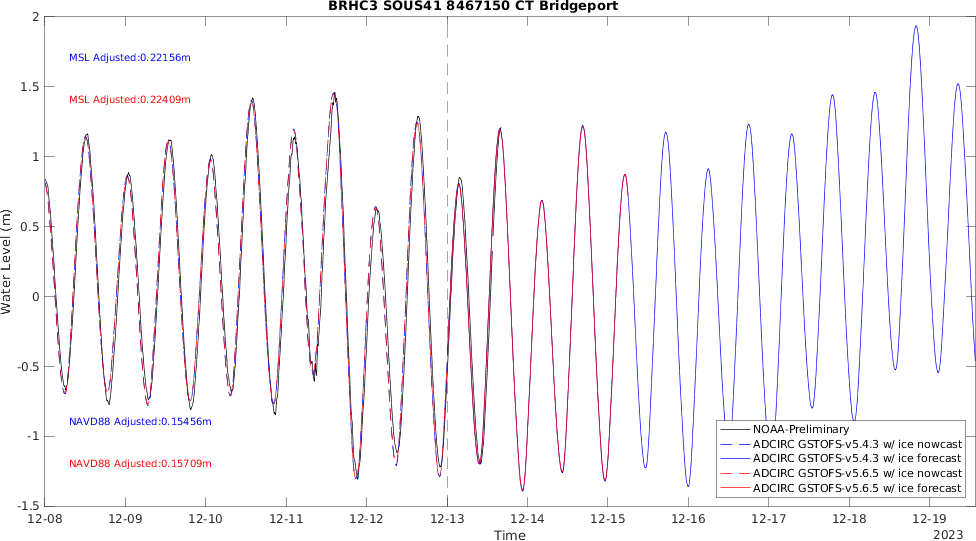 BRHC3 SOUS41 8467150 CT Bridgeport
MSL Adjusted:0.22156m
MSL Adjusted:0.22409m
NAVD88 Adjusted:0.15456m
NAVD88 Adjusted:0.15709m
Water Level (m)
2
1.5
1
0.5
0
-0.5
-1
-1.5
NOAA-Preliminary
ADCIRC GSTOFS-v5.4.3 w/ ice nowcast
ADCIRC GSTOFS-v5.4.3 w/ ice forecast
ADCIRC GSTOFS-v5.6.5 w/ ice nowcast
ADCIRC GSTOFS-v5.6.5 w/ ice forecast
12-08 12-09 12-10 12-11 12-12 12-13 12-14 12-15 12-16 12-17 12-18 12-19
Time
2023